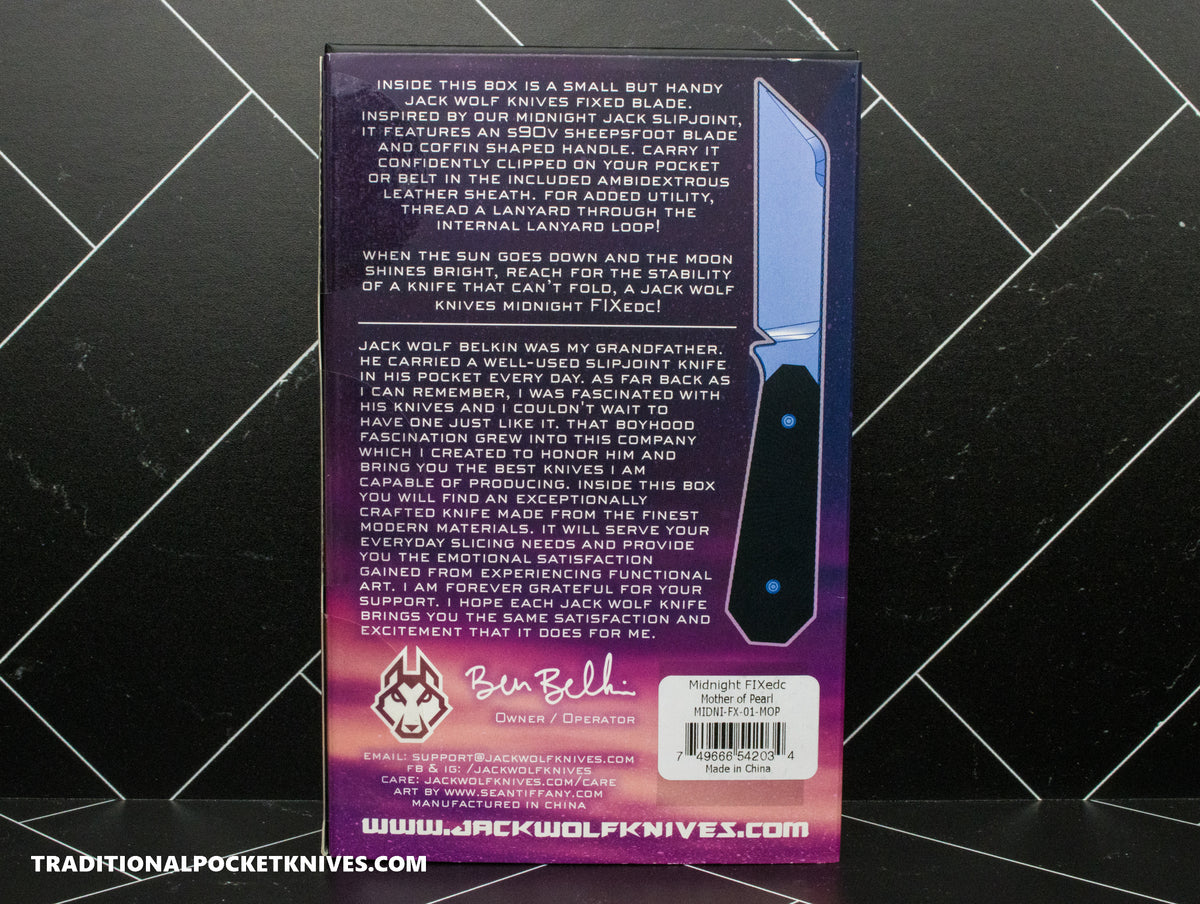 INSIDE THIS BOX IS A SMALL BUT HANDY
JACK WOLF KNIVES FIXED BLADE.
INSPIRED BY OUR MIDNIGHT JACK SLIPJOINT,
IT FEATURES AN S90V SHEEPSFOOT BLADE
AND COFFIN SHAPED HANDLE. CARRY IT
CONFIDENTLY CLIPPED ON YOUR POCKET
OR BELT IN THE INCLUDED AMBIDEXTROUS
LEATHER SHEATH. FOR ADDED UTILITY,
THREAD A LANYARD THROUGH THE
INTERNAL LANYARD LOOP!
WHEN THE SUN GOES DOWN AND THE MOON
SHINES BRIGHT, REACH FOR THE STABILITY
OF A KNIFE THAT CAN'T FOLD, A JACK WOLF
KNIVES MIDNIGHT FIXEDC!
JACK WOLF BELKIN WAS MY GRANDFATHER.
HE CARRIED A WELL-USED SLIPJOINT KNIFE
IN HIS POCKET EVERY DAY. AS FAR BACK AS
I CAN REMEMBER, I WAS FASCINATED WITH
HIS KNIVES AND I COULDN'T WAIT TO
HAVE ONE JUST LIKE IT. THAT BOYHOOD
FASCINATION GREW INTO THIS COMPANY
WHICH I CREATED TO HONOR HIM AND
BRING YOU THE BEST KNIVES I AM
CAPABLE OF PRODUCING. INSIDE THIS BOX
YOU WILL FIND AN EXCEPTIONALLY
CRAFTED KNIFE MADE FROM THE FINEST
MODERN MATERIALS. IT WILL SERVE YOUR
EVERYDAY SLICING NEEDS AND PROVIDE
YOU THE EMOTIONAL SATISFACTION
GAINED FROM EXPERIENCING FUNCTIONAL
ART. I AM FOREVER GRATEFUL FOR YOUR
SUPPORT. I HOPE EACH JACK WOLF KNIFE
BRINGS YOU THE SAME SATISFACTION AND
EXCITEMENT THAT IT DOES FOR ME.
Ben Belkin
OWNER / OPERATOR
EMAIL: SUPPORT@JACKWOLFKNIVES.COM
FB & IG: /JACKWOLFKNIVES
CARE: JACKWOLFKNIVES.COM/CARE
ART BY WWW.SEANTIFFANY.COM
MANUFACTURED IN CHINA
WWW.JACKWOLFKNIVES.COM
Midnight FIXedc
Mother of Pearl
MIDNI-FX-01-MOP
7 49666 54203 4
Made in China
TRADITIONALPOCKETKNIVES.COM